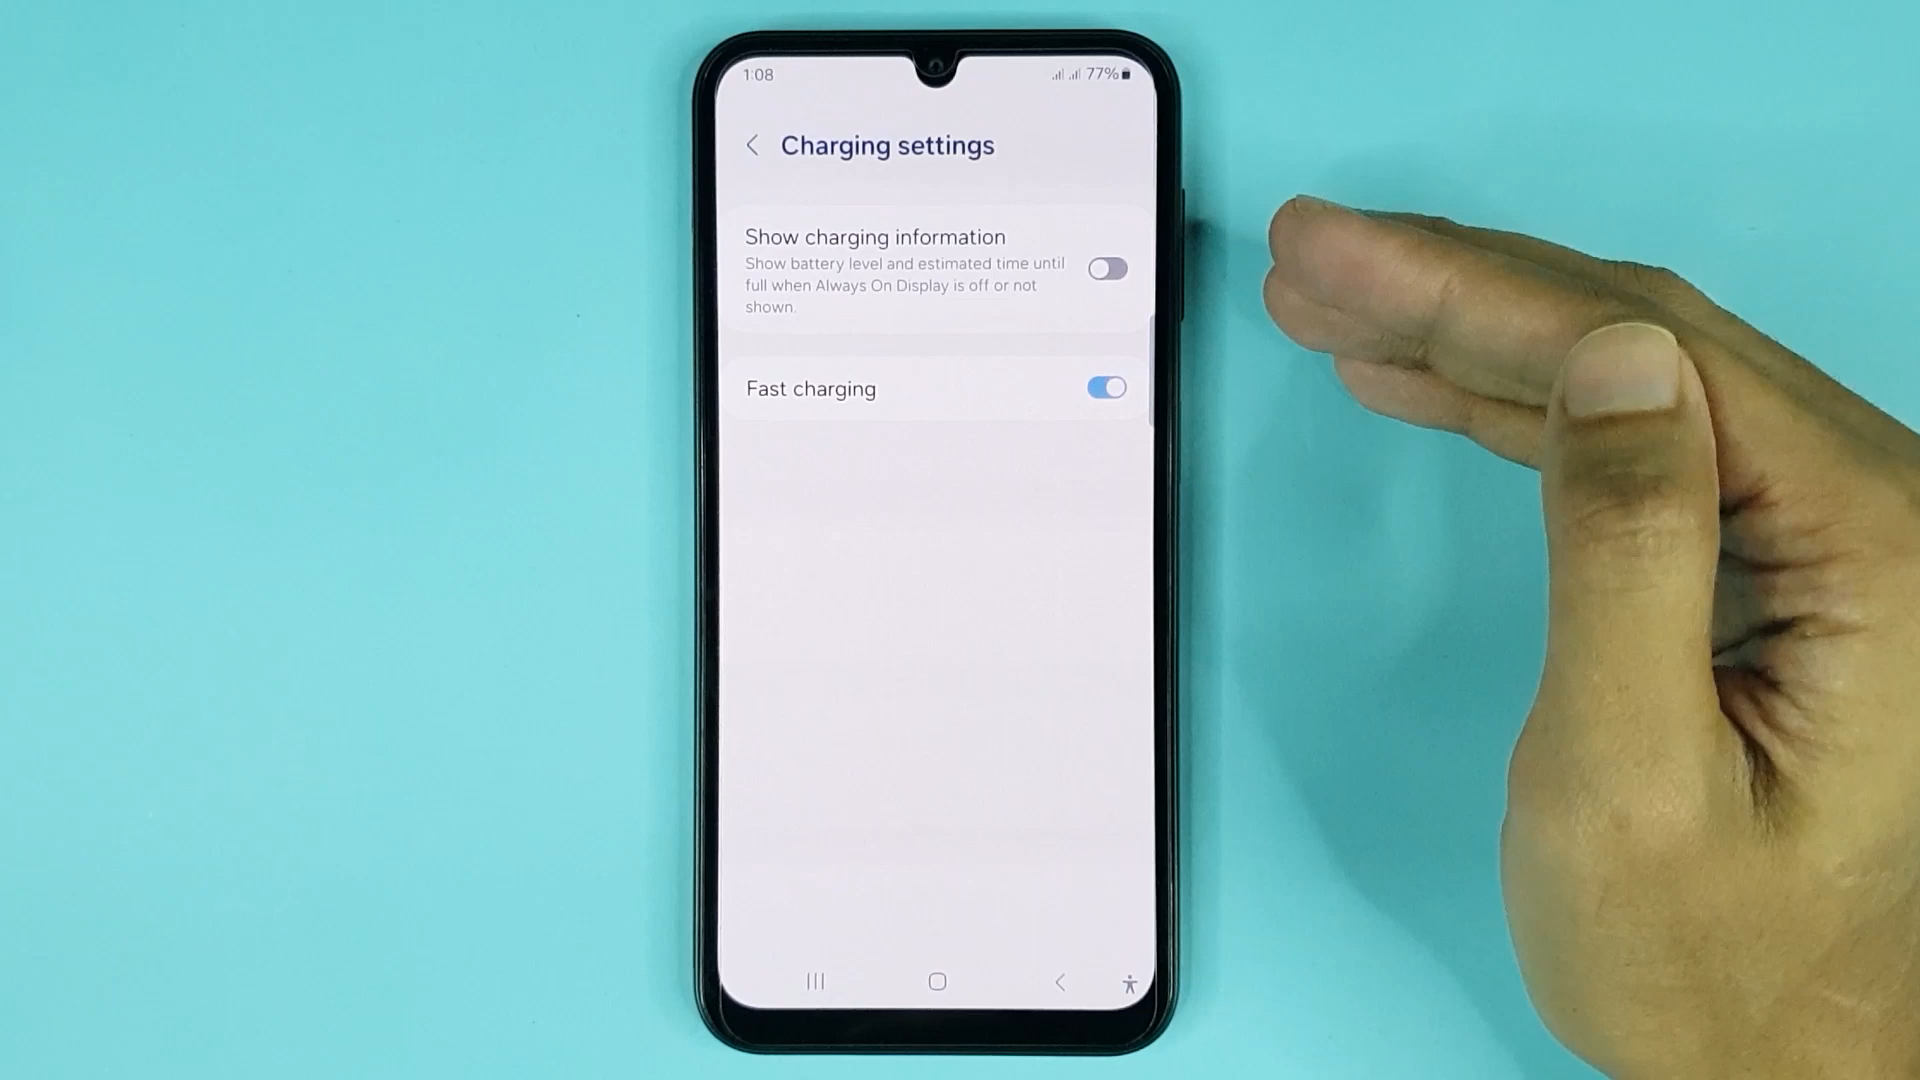 1:08
77%
Charging settings
Show charging information
Show battery level and estimated time until
full when Always On Display is off or not
shown.
Fast charging